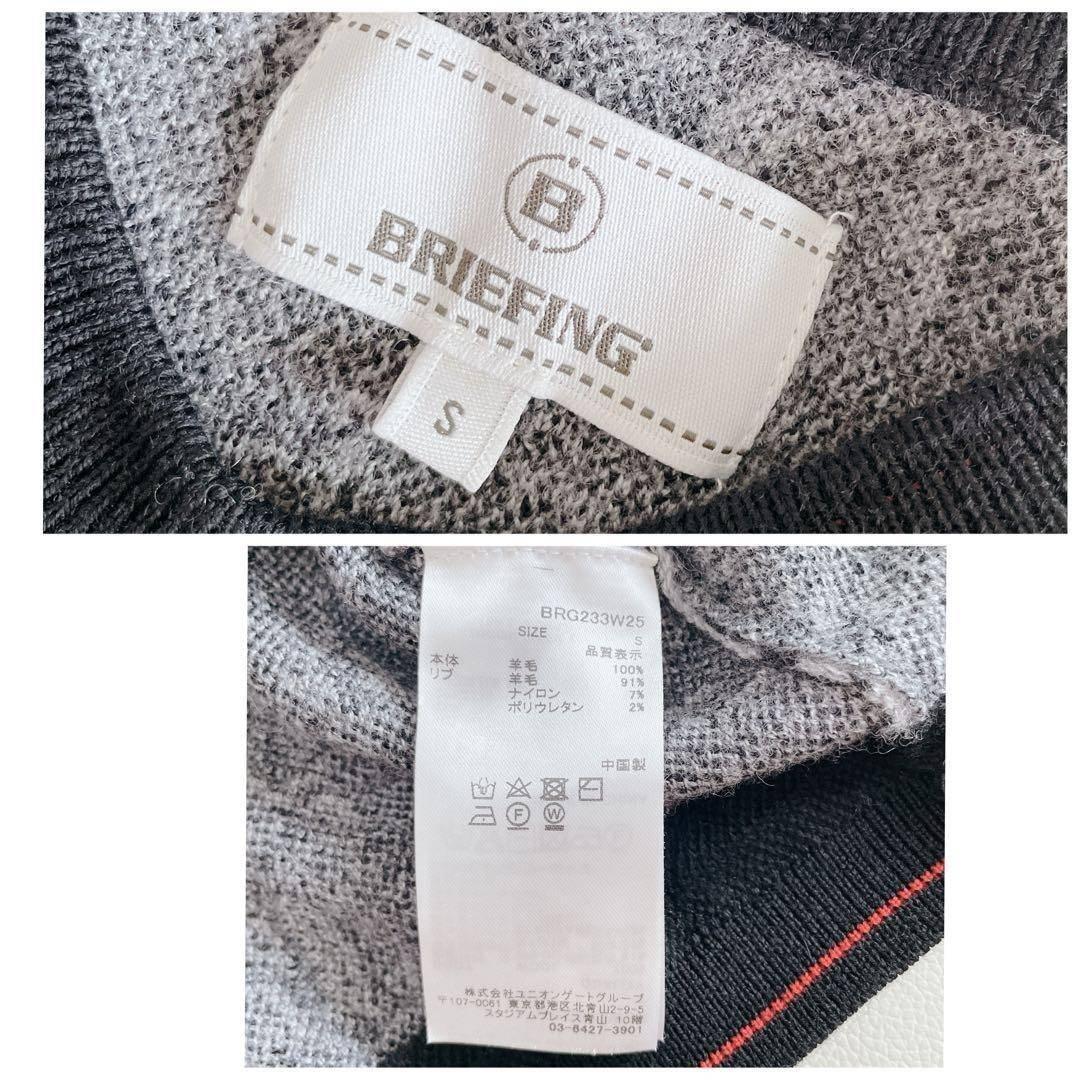 B
BRIEFING
S
BRG233W25
SIZE S
品質表示
本体 羊毛 100%
リブ 羊毛 91%
ナイロン 7%
ポリウレタン 2%
中国製
F W
株式会社ユニオンゲートグループ
〒107-0061 東京都港区北青山2-9-5
スタジアムプレイス青山 10階
03-6427-3901